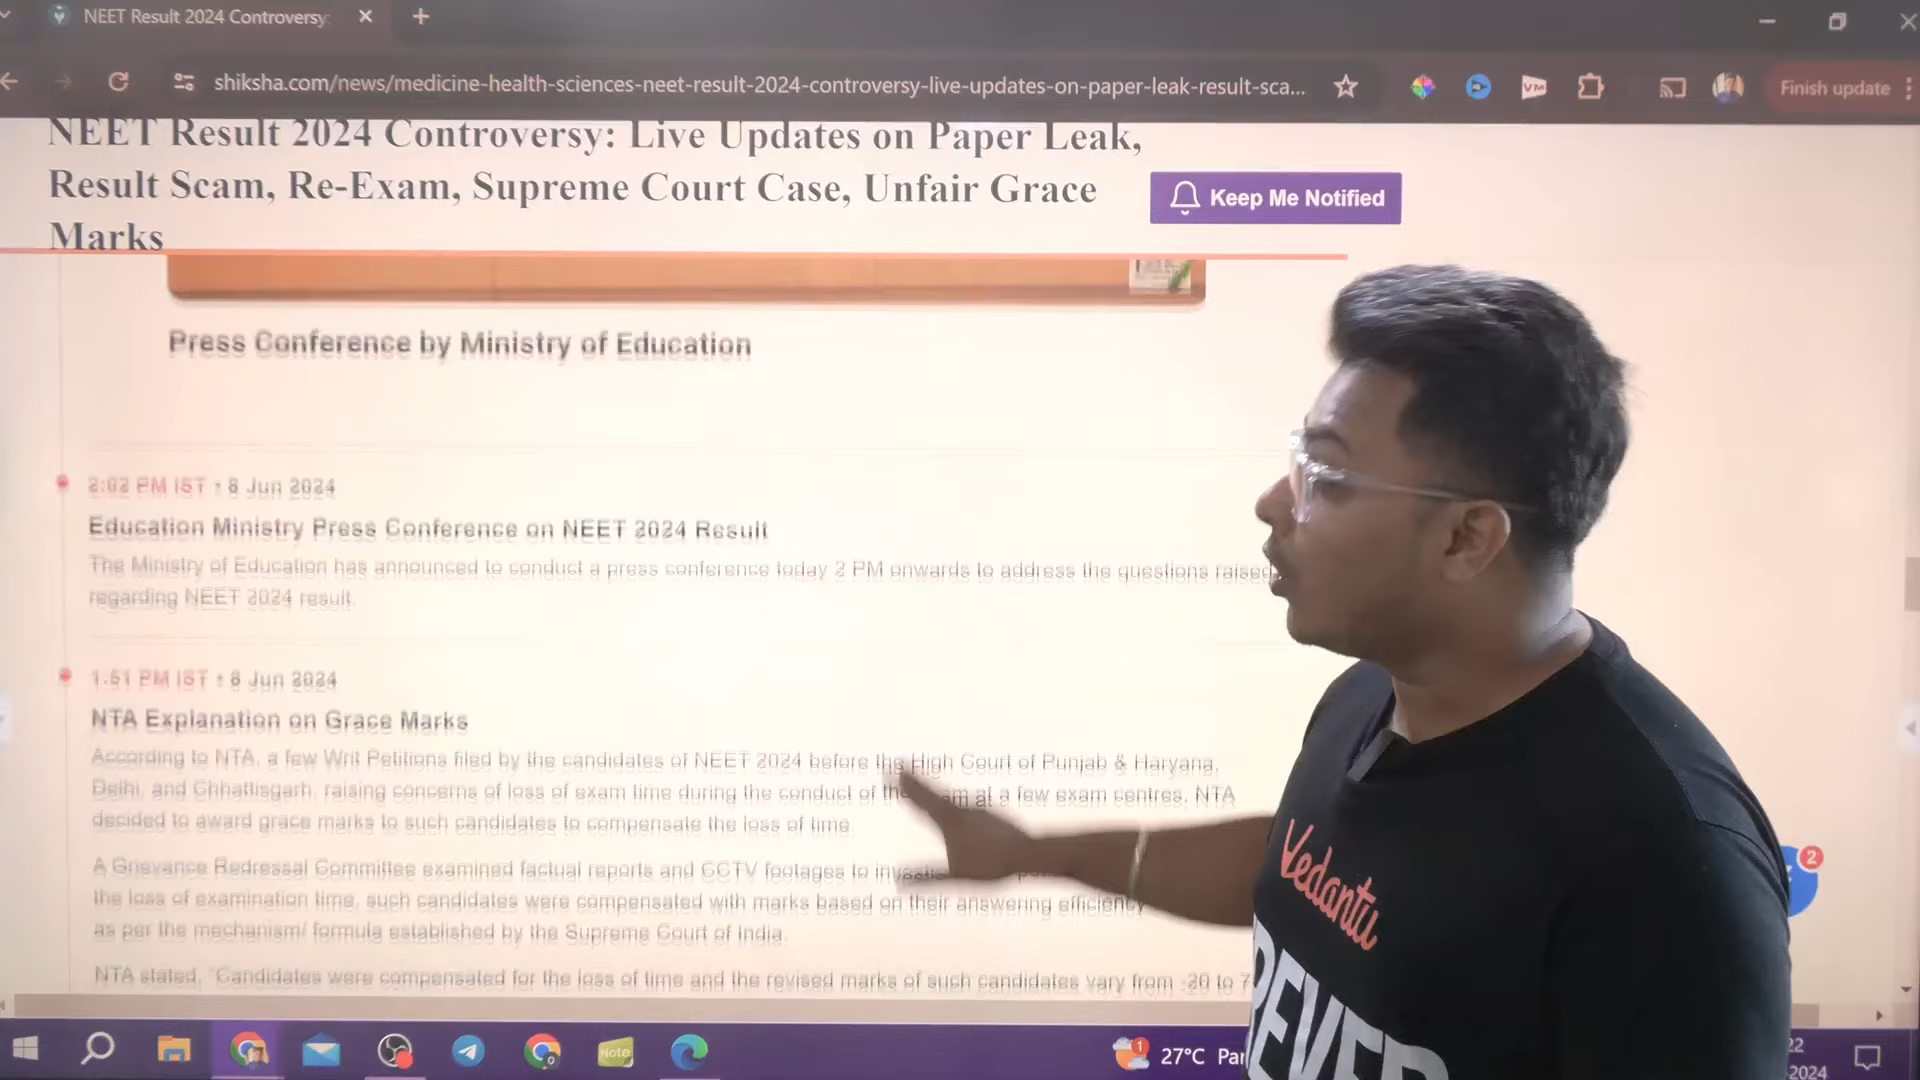 NEET Result 2024 Controversy:
shiksha.com/news/medicine-health-sciences-neet-result-2024-controversy-live-updates-on-paper-leak-result-sca...
VM
Finish update
NEET Result 2024 Controversy: Live Updates on Paper Leak,
Result Scam, Re-Exam, Supreme Court Case, Unfair Grace
Marks
Keep Me Notified
Press Conference by Ministry of Education
2:02 PM IST • 8 Jun 2024
Education Ministry Press Conference on NEET 2024 Result
The Ministry of Education has announced to conduct a press conference today 2 PM onwards to address the questions raised
regarding NEET 2024 result.
1:51 PM IST • 8 Jun 2024
NTA Explanation on Grace Marks
According to NTA, a few Writ Petitions filed by the candidates of NEET 2024 before the High Court of Punjab & Haryana,
Delhi, and Chhattisgarh, raising concerns of loss of exam time during the conduct of the at a few exam centres, NTA
decided to award grace marks to such candidates to compensate the loss of time.
A Grievance Redressal Committee examined factual reports and CCTV footages to
the loss of examination time, such candidates were compensated with marks based on their answering efficiency
as per the mechanism/ formula established by the Supreme Court of India.
NTA stated, "Candidates were compensated for the loss of time and the revised marks of such candidates vary from -20 to
2
Vedantu
Note
1
27°C
22
2024